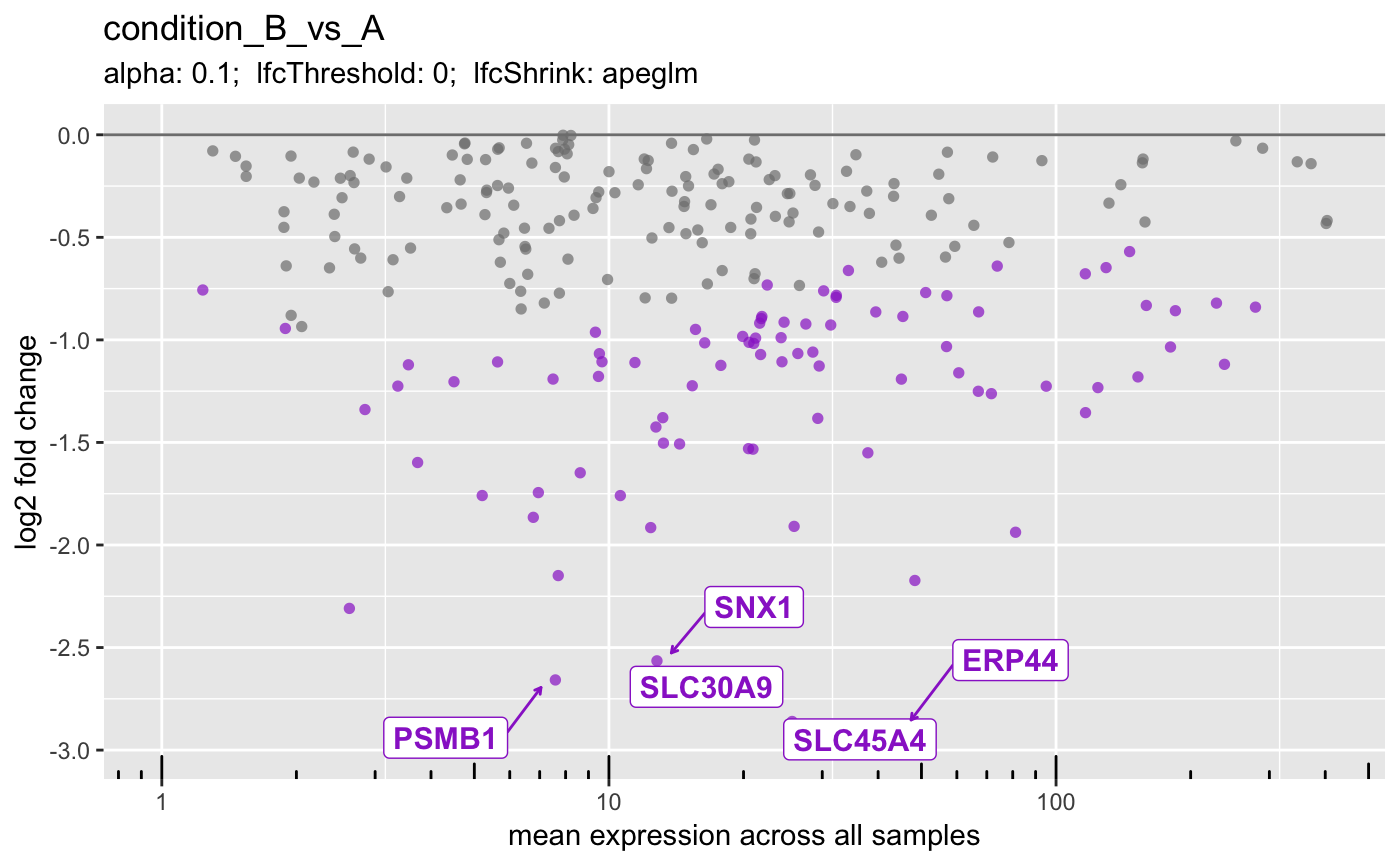 condition_B_vs_A
alpha: 0.1;  lfcThreshold: 0;  lfcShrink: apeglm
log2 fold change
0.0
-0.5
-1.0
-1.5
-2.0
-2.5
-3.0
SNX1
ERP44
SLC30A9
PSMB1
SLC45A4
1
10
100
mean expression across all samples